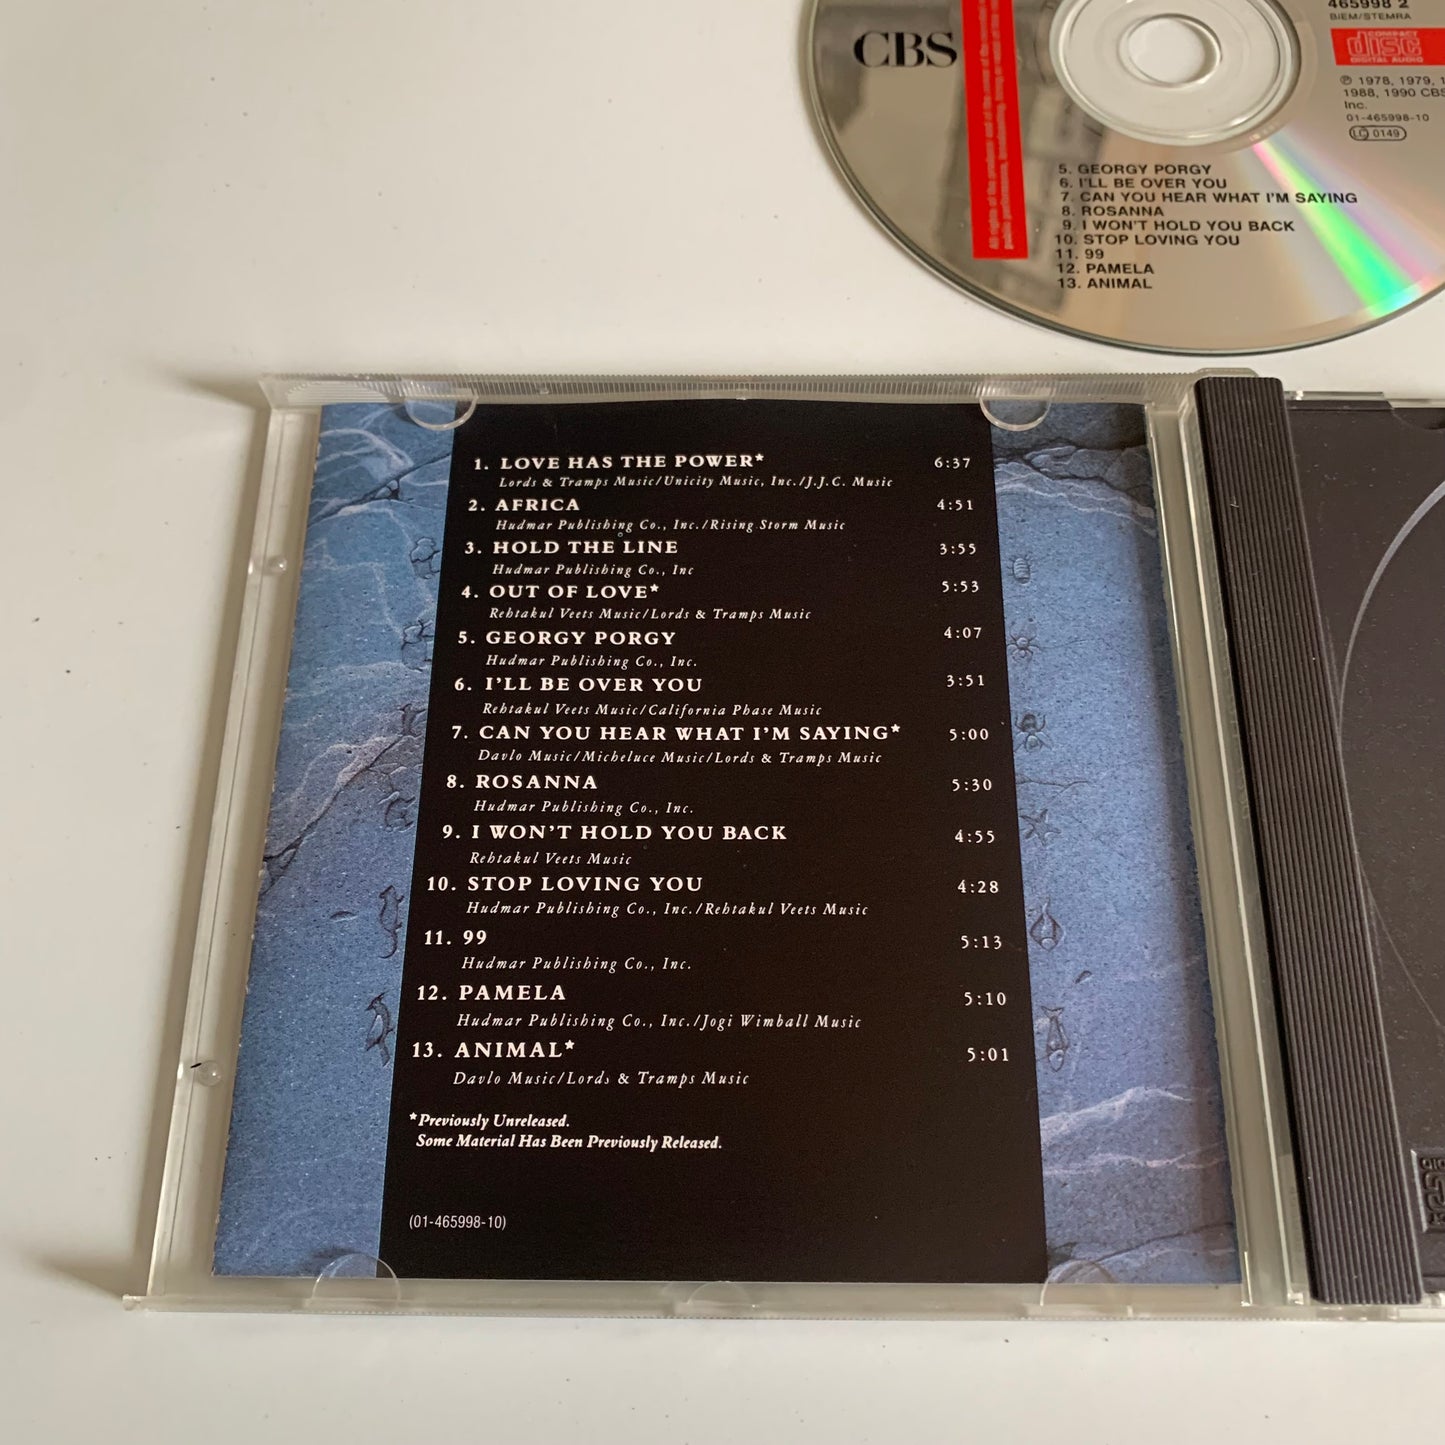 465998 2
BIEM/STEMRA
CBS
COMPACT
disc
DIGITAL AUDIO
℗ 1978, 1979, 1
1988, 1990 CBS
Inc.
01-465998-10
LC 0149
5. GEORGY PORGY
6. I'LL BE OVER YOU
7. CAN YOU HEAR WHAT I'M SAYING
8. ROSANNA
9. I WON'T HOLD YOU BACK
10. STOP LOVING YOU
11. 99
12. PAMELA
13. ANIMAL
1. LOVE HAS THE POWER* 6:37
Lords & Tramps Music/Unicity Music, Inc./J.J.C. Music
2. AFRICA 4:51
Hudmar Publishing Co., Inc./Rising Storm Music
3. HOLD THE LINE 3:55
Hudmar Publishing Co., Inc
4. OUT OF LOVE* 5:53
Rehtakul Veets Music/Lords & Tramps Music
5. GEORGY PORGY 4:07
Hudmar Publishing Co., Inc.
6. I'LL BE OVER YOU 3:51
Rehtakul Veets Music/California Phase Music
7. CAN YOU HEAR WHAT I'M SAYING* 5:00
Davlo Music/Micheluce Music/Lords & Tramps Music
8. ROSANNA 5:30
Hudmar Publishing Co., Inc.
9. I WON'T HOLD YOU BACK 4:55
Rehtakul Veets Music
10. STOP LOVING YOU 4:28
Hudmar Publishing Co., Inc./Rehtakul Veets Music
11. 99 5:13
Hudmar Publishing Co., Inc.
12. PAMELA 5:10
Hudmar Publishing Co., Inc./Jogi Wimball Music
13. ANIMAL* 5:01
Davlo Music/Lords & Tramps Music
*Previously Unreleased.
Some Material Has Been Previously Released.
(01-465998-10)